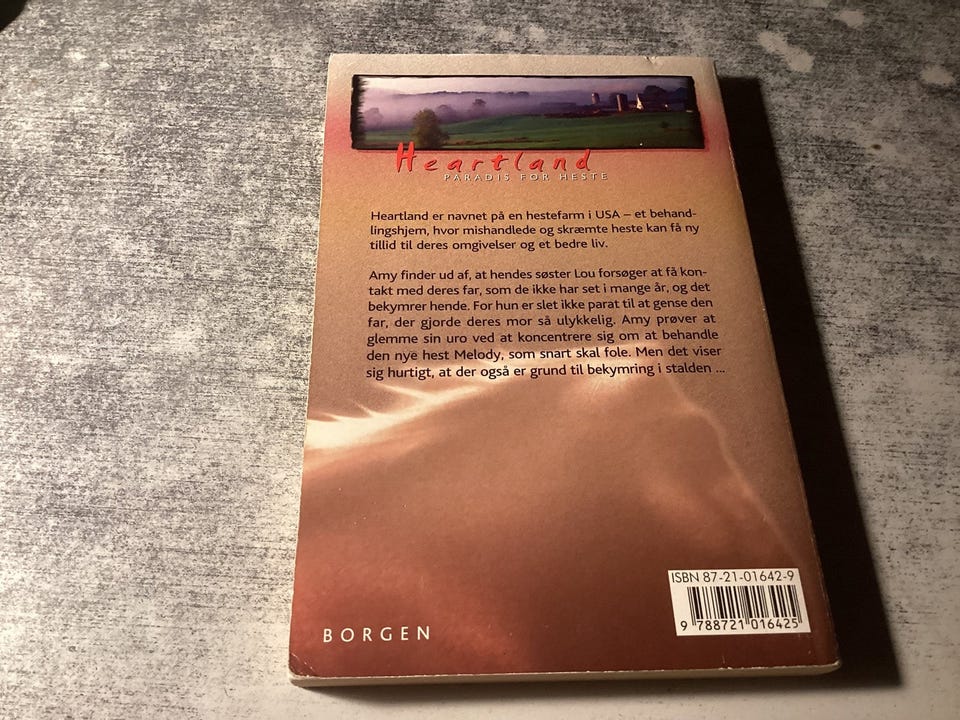 Heartland
PARADIS FOR HESTE
Heartland er navnet på en hestefarm i USA – et behand-
lingshjem, hvor mishandlede og skræmte heste kan få ny
tillid til deres omgivelser og et bedre liv.
Amy finder ud af, at hendes søster Lou forsøger at få kon-
takt med deres far, som de ikke har set i mange år, og det
bekymrer hende. For hun er slet ikke parat til at gense den
far, der gjorde deres mor så ulykkelig. Amy prøver at
glemme sin uro ved at koncentrere sig om at behandle
den nye hest Melody, som snart skal fole. Men det viser
sig hurtigt, at der også er grund til bekymring i stalden ...
ISBN 87-21-01642-9
9 788721 016425
BORGEN